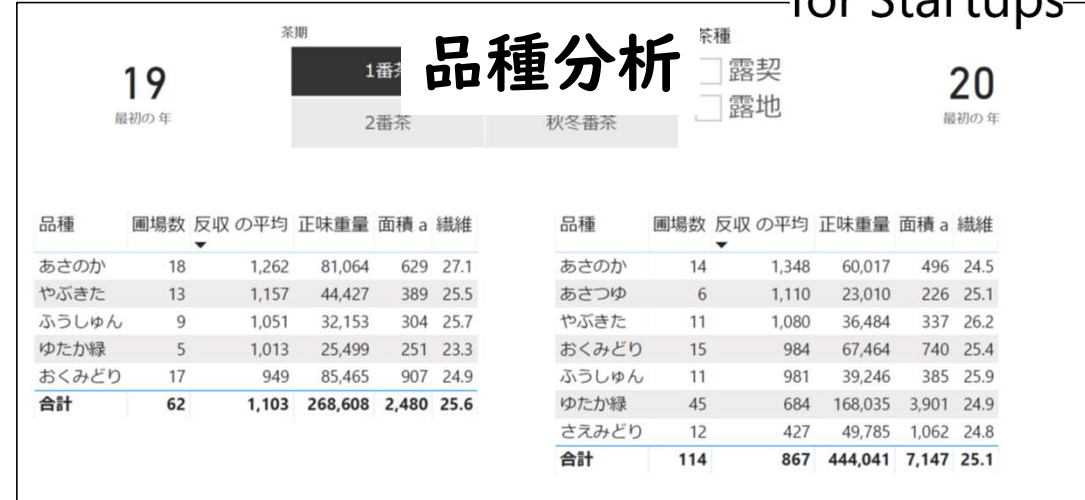 for Startups
茶期
品種分析
茶種
19
最初の 年
1番茶
露契
露地
20
最初の 年
2番茶
秋冬番茶
品種 圃場数 反収 の平均 正味重量 面積 a 繊維
あさのか 18 1,262 81,064 629 27.1
やぶきた 13 1,157 44,427 389 25.5
ふうしゅん 9 1,051 32,153 304 25.7
ゆたか緑 5 1,013 25,499 251 23.3
おくみどり 17 949 85,465 907 24.9
合計 62 1,103 268,608 2,480 25.6
品種 圃場数 反収 の平均 正味重量 面積 a 繊維
あさのか 14 1,348 60,017 496 24.5
あさつゆ 6 1,110 23,010 226 25.1
やぶきた 11 1,080 36,484 337 26.2
おくみどり 15 984 67,464 740 25.4
ふうしゅん 11 981 39,246 385 25.9
ゆたか緑 45 684 168,035 3,901 24.9
さえみどり 12 427 49,785 1,062 24.8
合計 114 867 444,041 7,147 25.1